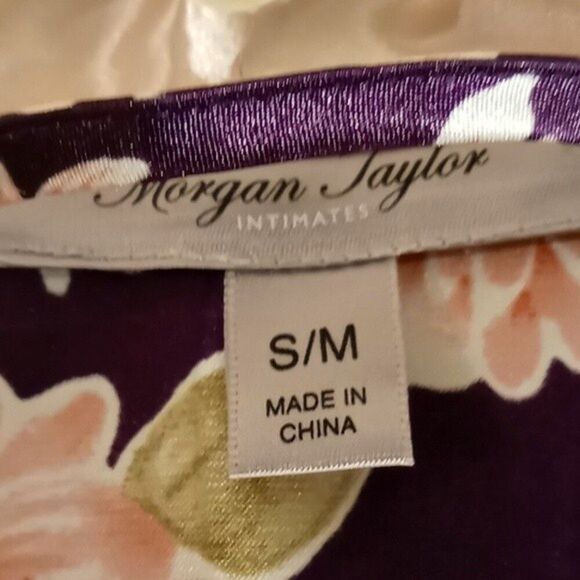 Morgan Taylor
INTIMATES
S/M
MADE IN
CHINA